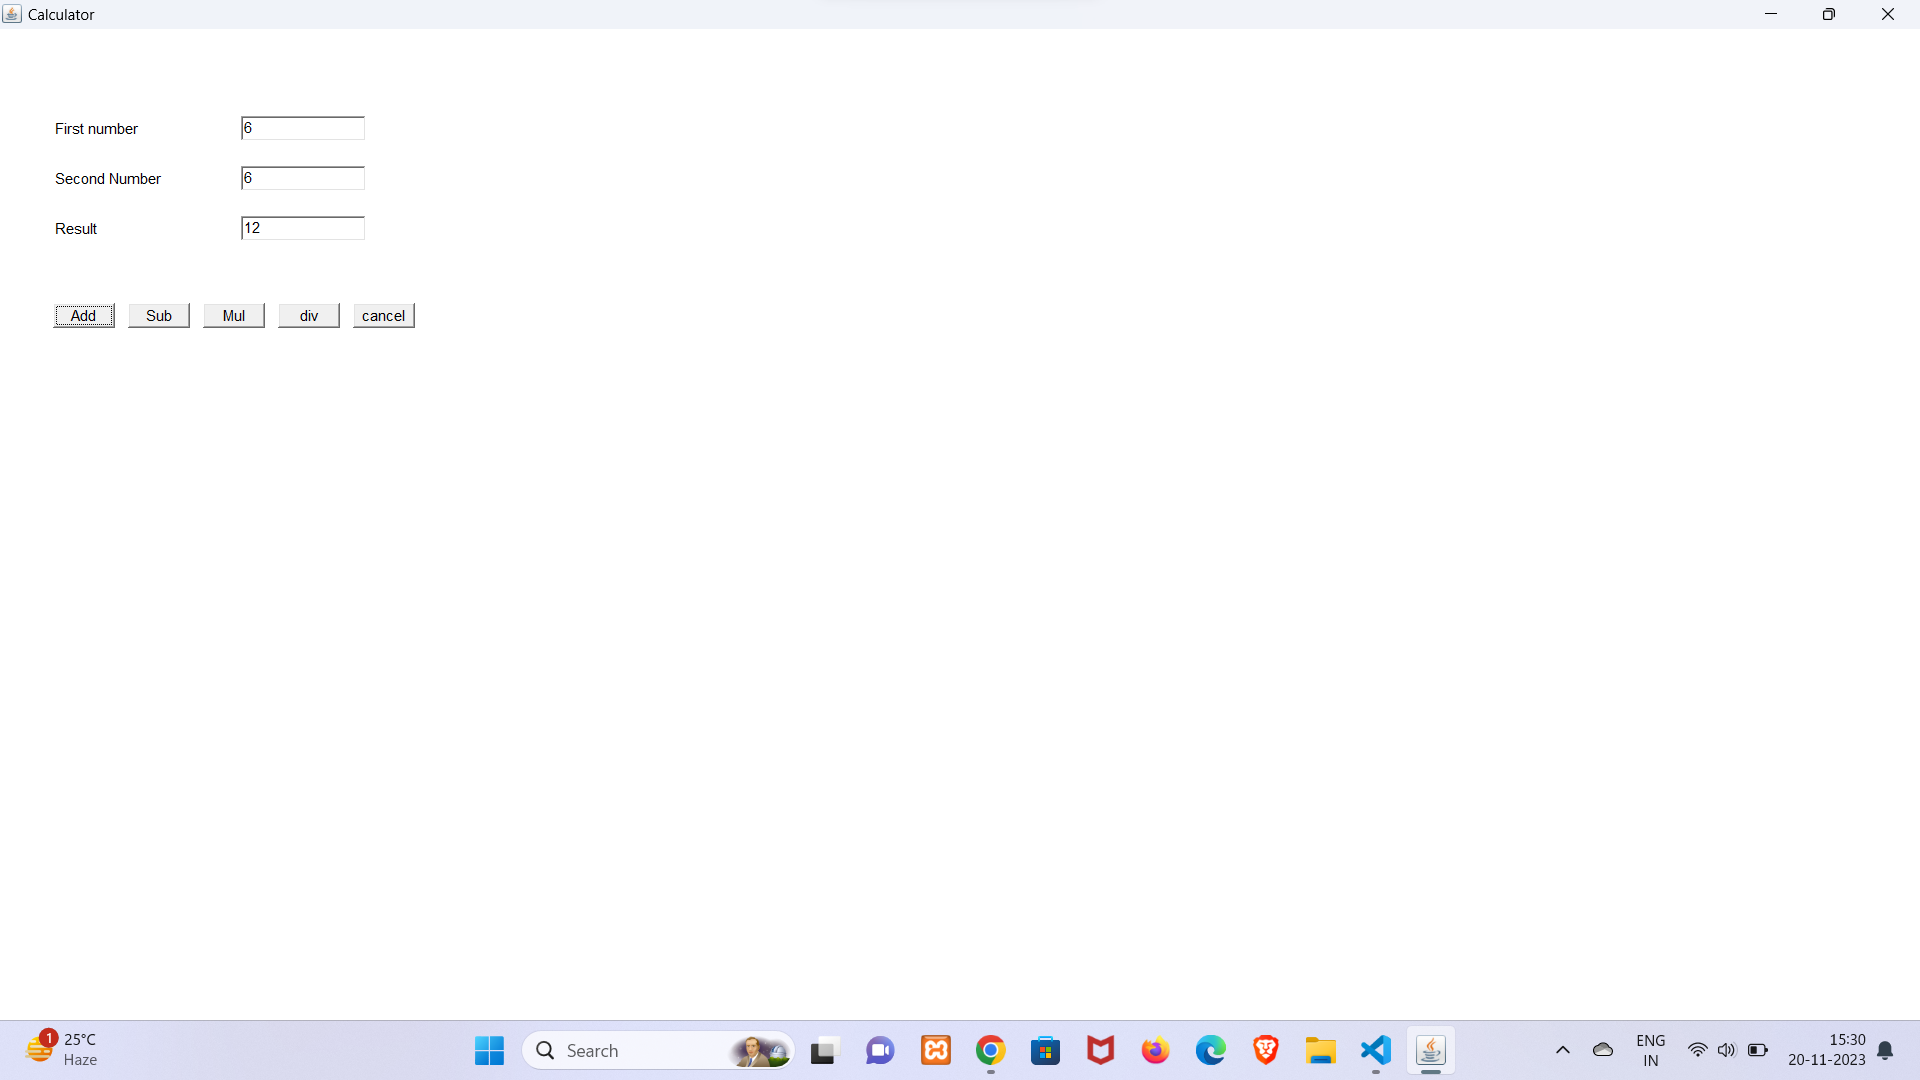 Calculator
First number 6
Second Number 6
Result 12
Add Sub Mul div cancel
1 25°C
Haze
Search
ENG
IN
15:30
20-11-2023